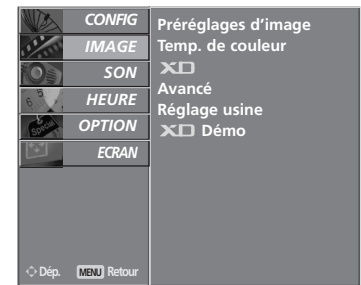 CONFIG
IMAGE
SON
HEURE
OPTION
ECRAN
Préréglages d'image
Temp. de couleur
XD
Avancé
Réglage usine
XD Démo
Dép. MENU Retour